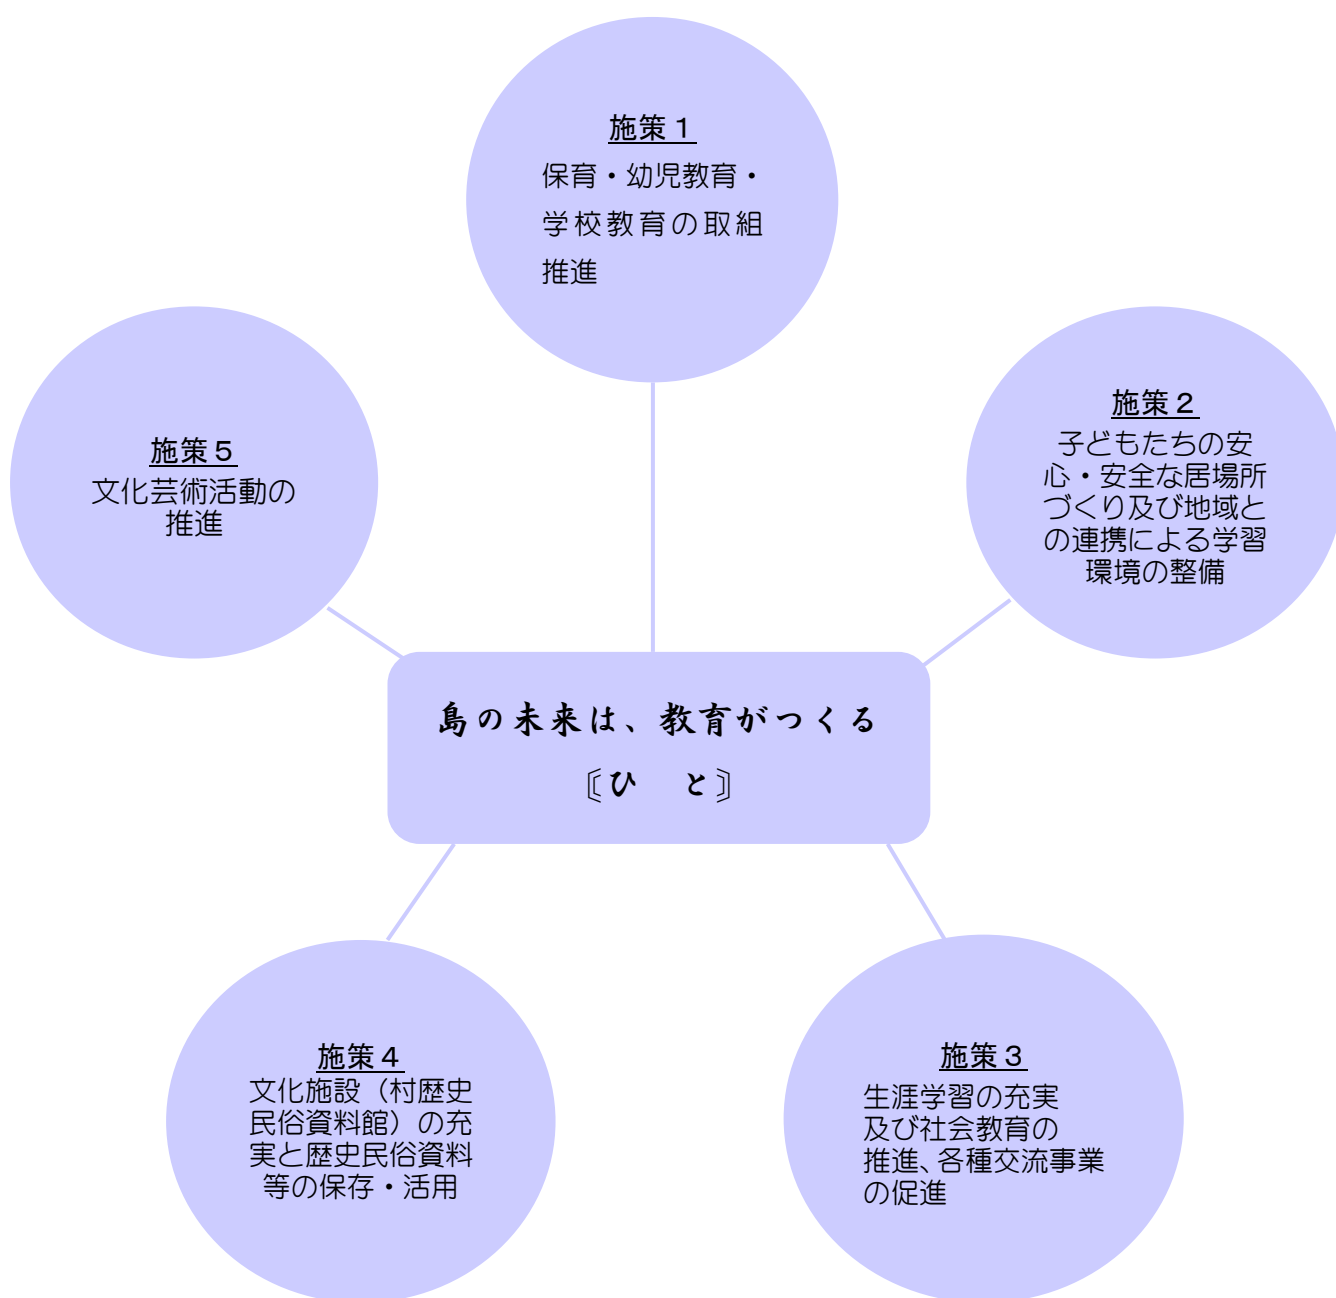 施策１
保育・幼児教育・
学校教育の取組
推進
施策２
子どもたちの安
心・安全な居場所
づくり及び地域と
の連携による学習
環境の整備
施策５
文化芸術活動の
推進
島の未来は、教育がつくる
〘ひ　と〙
施策４
文化施設（村歴史
民俗資料館）の充
実と歴史民俗資料
等の保存・活用
施策３
生涯学習の充実
及び社会教育の
推進、各種交流事業
の促進